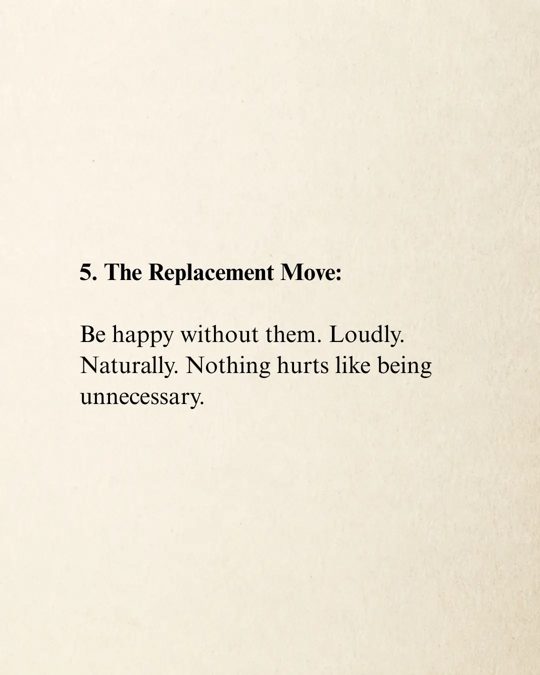 5. The Replacement Move:
Be happy without them. Loudly.
Naturally. Nothing hurts like being
unnecessary.